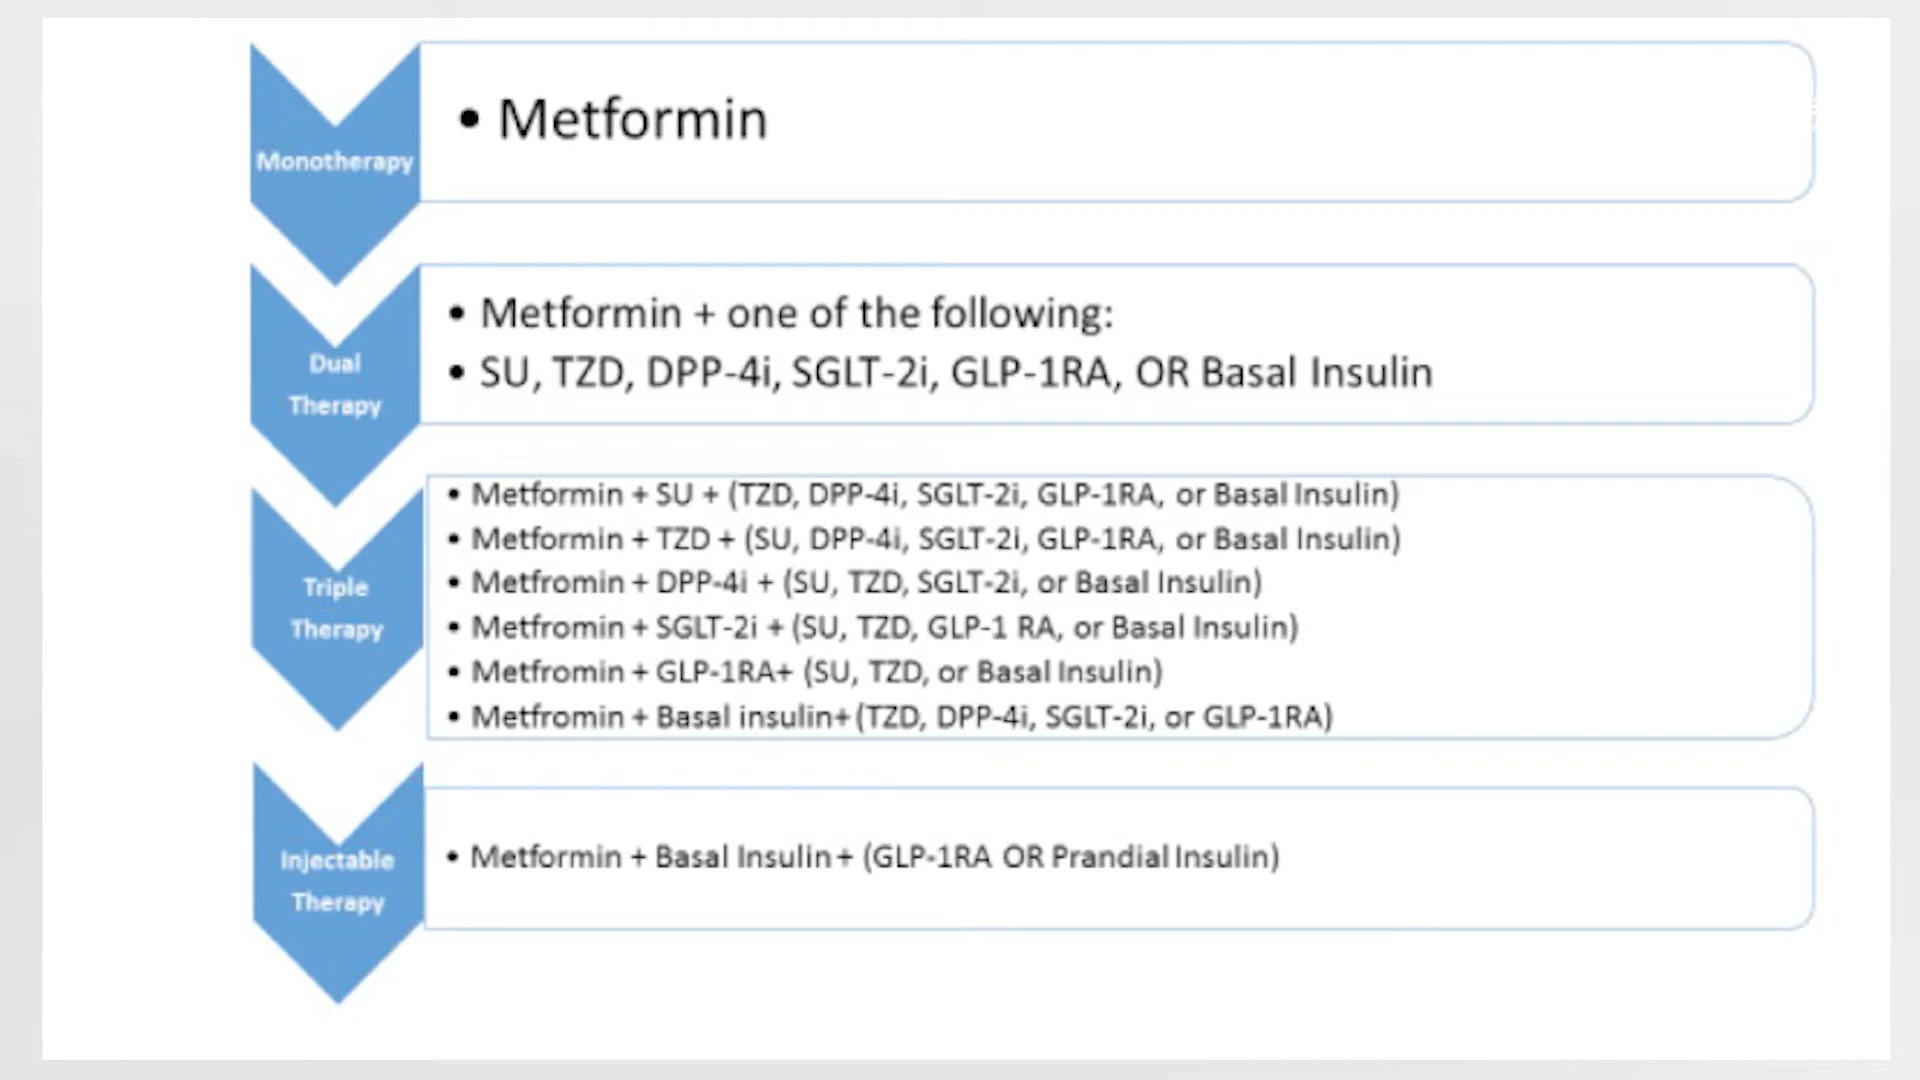 Monotherapy
• Metformin
Dual
Therapy
• Metformin + one of the following:
• SU, TZD, DPP-4i, SGLT-2i, GLP-1RA, OR Basal Insulin
Triple
Therapy
• Metformin + SU + (TZD, DPP-4i, SGLT-2i, GLP-1RA, or Basal Insulin)
• Metformin + TZD + (SU, DPP-4i, SGLT-2i, GLP-1RA, or Basal Insulin)
• Metfromin + DPP-4i + (SU, TZD, SGLT-2i, or Basal Insulin)
• Metfromin + SGLT-2i + (SU, TZD, GLP-1 RA, or Basal Insulin)
• Metfromin + GLP-1RA+ (SU, TZD, or Basal Insulin)
• Metfromin + Basal insulin+ (TZD, DPP-4i, SGLT-2i, or GLP-1RA)
Injectable
Therapy
• Metformin + Basal Insulin + (GLP-1RA OR Prandial Insulin)